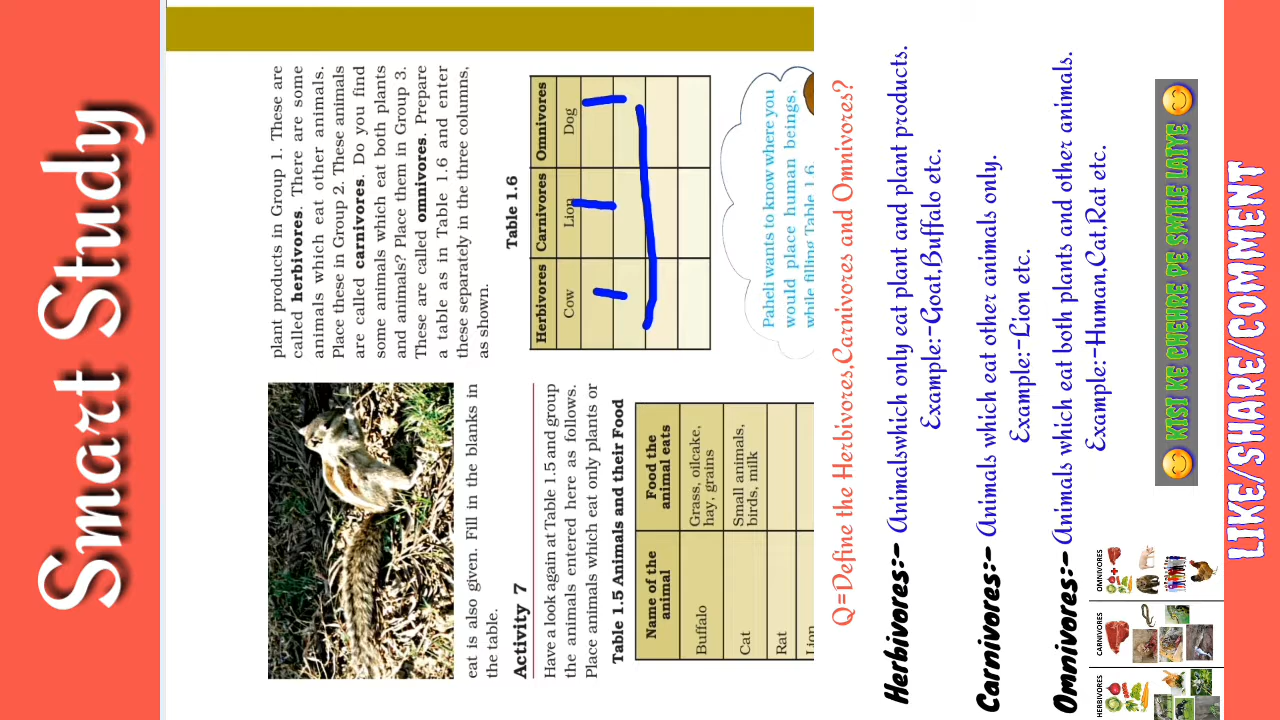 Smart Study
eat is also given. Fill in the blanks in
the table.
Activity 7
Have a look again at Table 1.5 and group
the animals entered here as follows.
Place animals which eat only plants or
Table 1.5 Animals and their Food
Name of the animal Food the animal eats
Buffalo Grass, oilcake, hay, grains
Cat Small animals, birds, milk
Rat
Lion
plant products in Group 1. These are
called herbivores. There are some
animals which eat other animals.
Place these in Group 2. These animals
are called carnivores. Do you find
some animals which eat both plants
and animals? Place them in Group 3.
These are called omnivores. Prepare
a table as in Table 1.6 and enter
these separately in the three columns,
as shown.
Table 1.6
Herbivores Carnivores Omnivores
Cow Lion Dog
Paheli wants to know where you
would place human beings,
while filling Table 1.6
Q=Define the Herbivores,Carnivores and Omnivores?
Herbivores:- Animalswhich only eat plant and plant products.
Example:-Goat,Buffalo etc.
Carnivores:- Animals which eat other animals only.
Example:-Lion etc.
Omnivores:- Animals which eat both plants and other animals.
Example:-Human,Cat,Rat etc.
HERBIVORES CARNIVORES OMNIVORES
😊 KISI KE CHEHRE PE SMILE LAIYE 😊
LIKE/SHARE/COMMENT